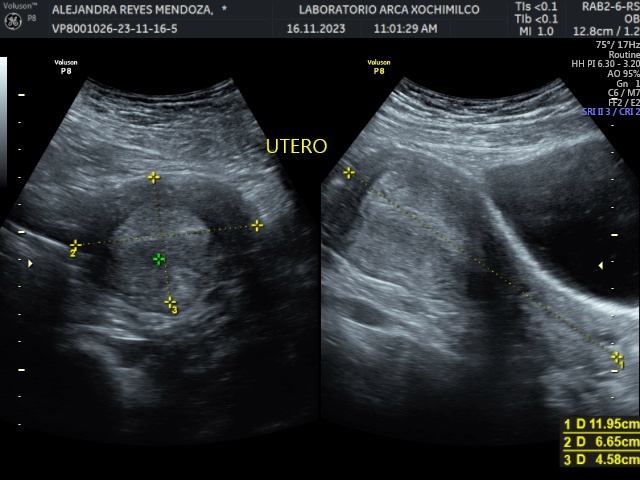 Voluson™
P8
ALEJANDRA REYES MENDOZA, *
LABORATORIO ARCA XOCHIMILCO
TIs <0.1
RAB2-6-RS
VP8001026-23-11-16-5
16.11.2023
11:01:29 AM
TIb <0.1
OB
MI 1.0
12.8cm / 1.2
75°/ 17Hz
Routine
HH PI 6.30 - 3.20
AO 95%
Gn 1
C6 / M7
FF2 / E2
SRI II 3 / CRI 2
Voluson
P8
Voluson
P8
UTERO
2
3
1
1 D 11.95cm
2 D 6.65cm
3 D 4.58cm